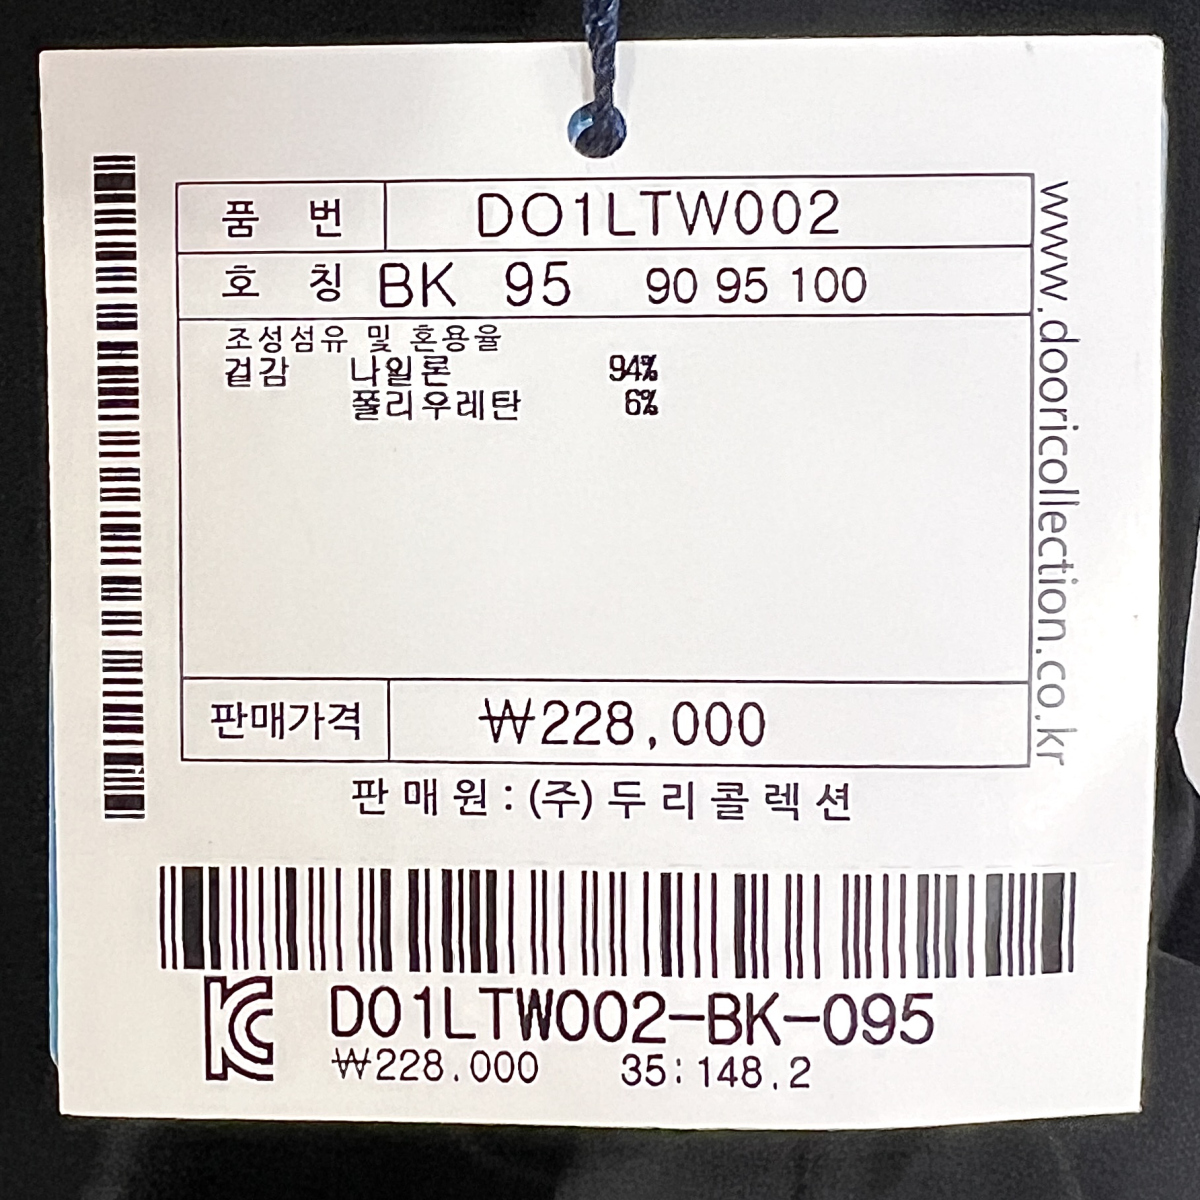 품 번 DO1LTW002
호 칭 BK 95 90 95 100
조성섬유 및 혼용율
겉감 나일론 94%
폴리우레탄 6%
판매가격 ₩228,000
판매원: (주)두리콜렉션
www.dooricollection.co.kr
KC DO1LTW002-BK-095
₩228.000 35:148.2